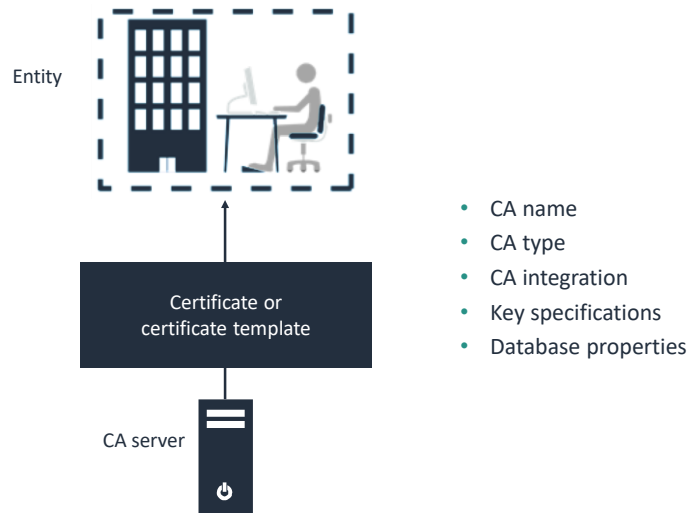 Entity
Certificate or
certificate template
CA server
• CA name
• CA type
• CA integration
• Key specifications
• Database properties